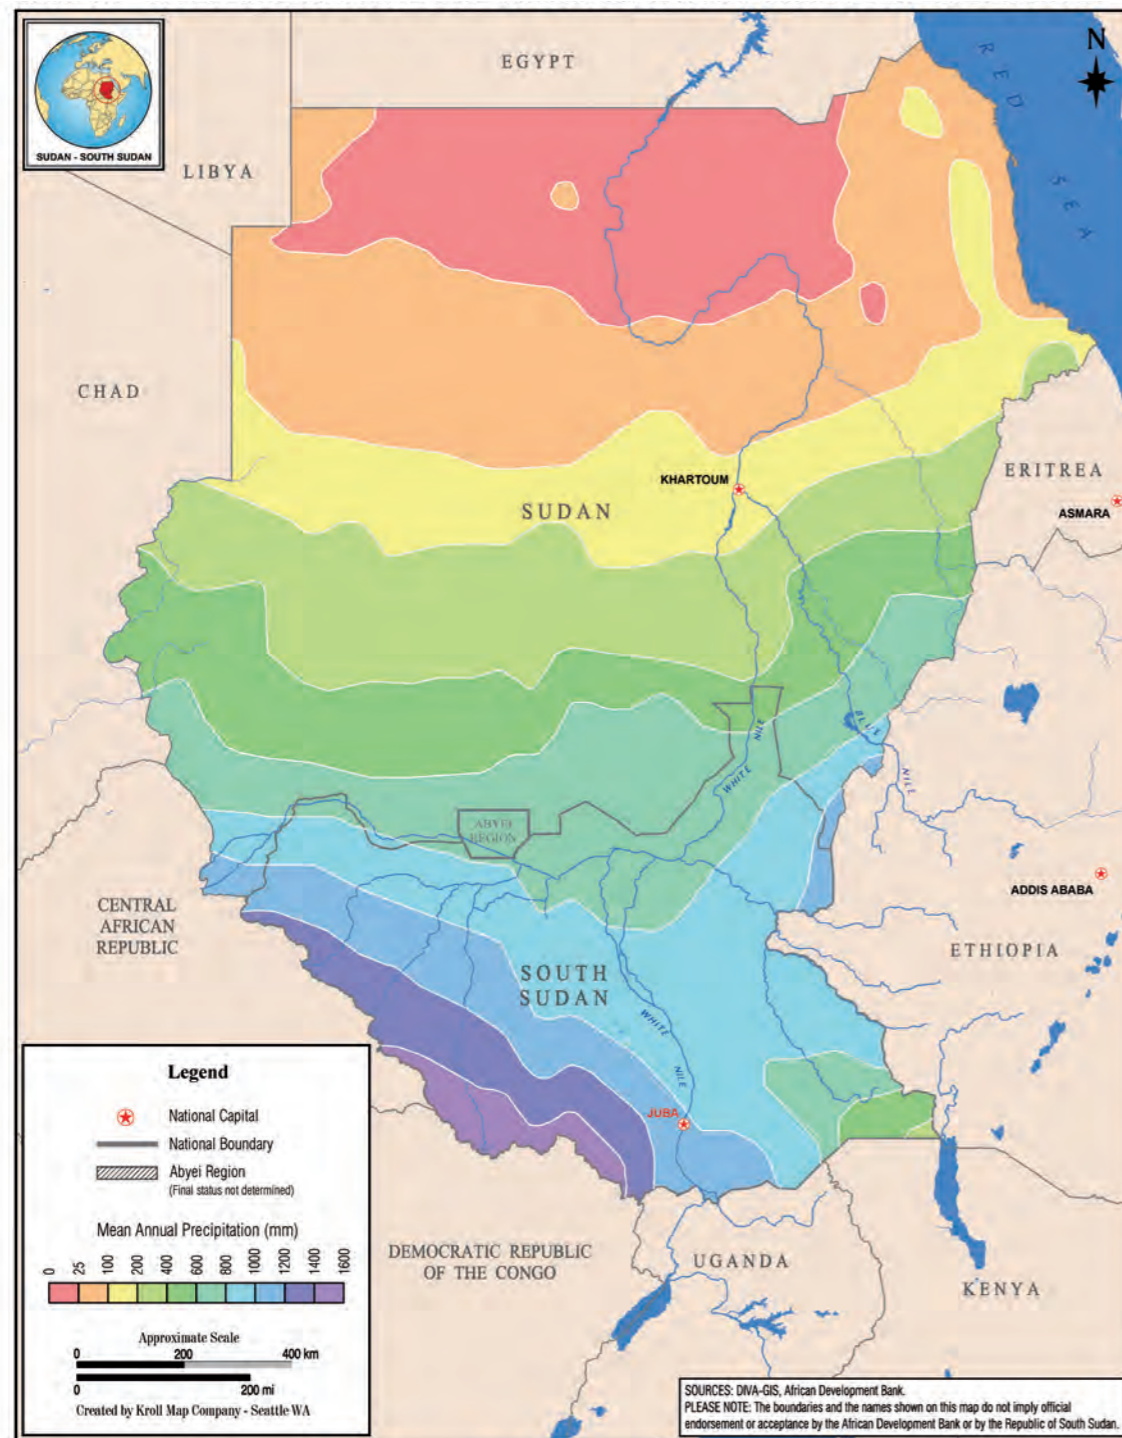 SUDAN - SOUTH SUDAN
N
EGYPT
RED SEA
LIBYA
CHAD
KHARTOUM
SUDAN
ERITREA
ASMARA
BLUE
NILE
WHITE
NILE
ABYEI
REGION
ADDIS ABABA
CENTRAL
AFRICAN
REPUBLIC
ETHIOPIA
SOUTH
SUDAN
WHITE
NILE
JUBA
DEMOCRATIC REPUBLIC
OF THE CONGO
UGANDA
KENYA
Legend
National Capital
National Boundary
Abyei Region
(Final status not determined)
Mean Annual Precipitation (mm)
0 25 100 200 400 600 800 1000 1200 1400 1600
Approximate Scale
0 200 400 km
0 200 mi
Created by Kroll Map Company - Seattle WA
SOURCES: DIVA-GIS, African Development Bank.
PLEASE NOTE: The boundaries and the names shown on this map do not imply official
endorsement or acceptance by the African Development Bank or by the Republic of South Sudan.